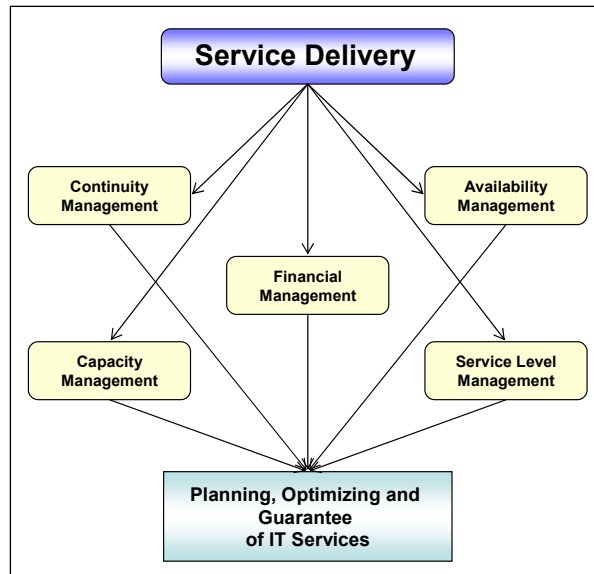 Service Delivery
Continuity
Management
Availability
Management
Financial
Management
Capacity
Management
Service Level
Management
Planning, Optimizing and
Guarantee
of IT Services